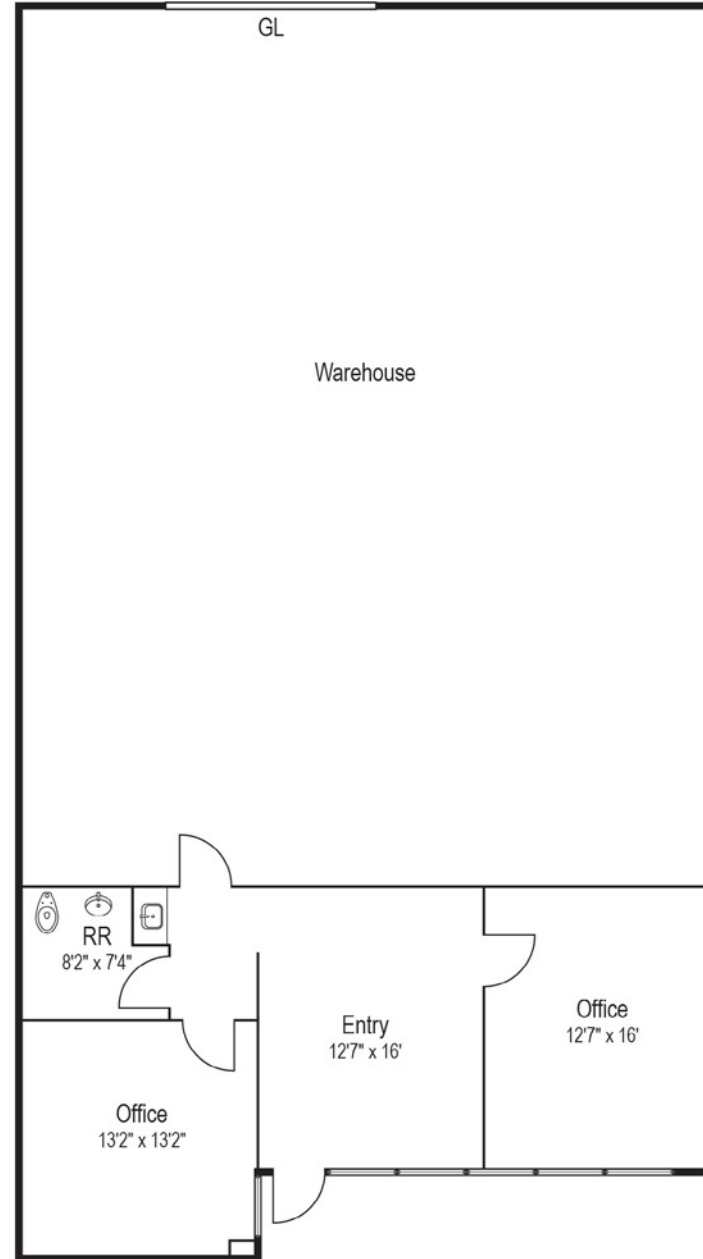 GL
Warehouse
RR
8'2" x 7'4"
Entry
12'7" x 16'
Office
12'7" x 16'
Office
13'2" x 13'2"